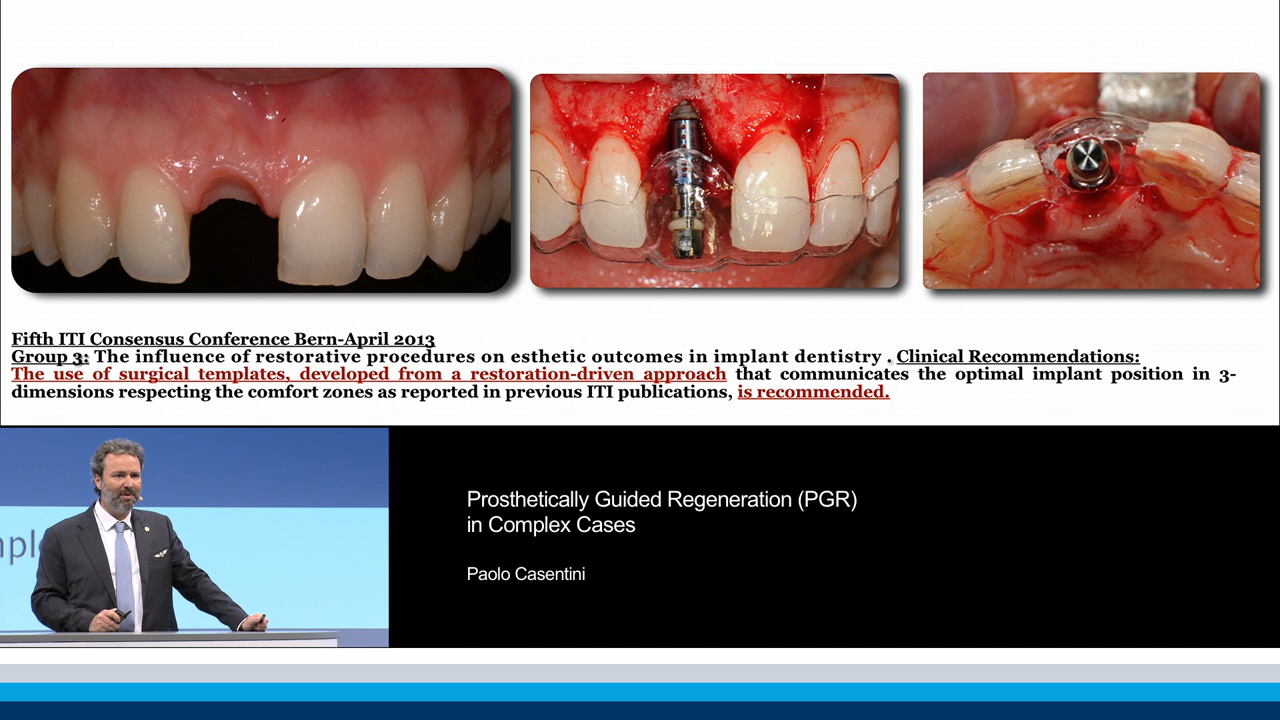 Fifth ITI Consensus Conference Bern-April 2013
Group 3: The influence of restorative procedures on esthetic outcomes in implant dentistry . Clinical Recommendations:
The use of surgical templates, developed from a restoration-driven approach that communicates the optimal implant position in 3-
dimensions respecting the comfort zones as reported in previous ITI publications, is recommended.
mple
Prosthetically Guided Regeneration (PGR)
in Complex Cases
Paolo Casentini